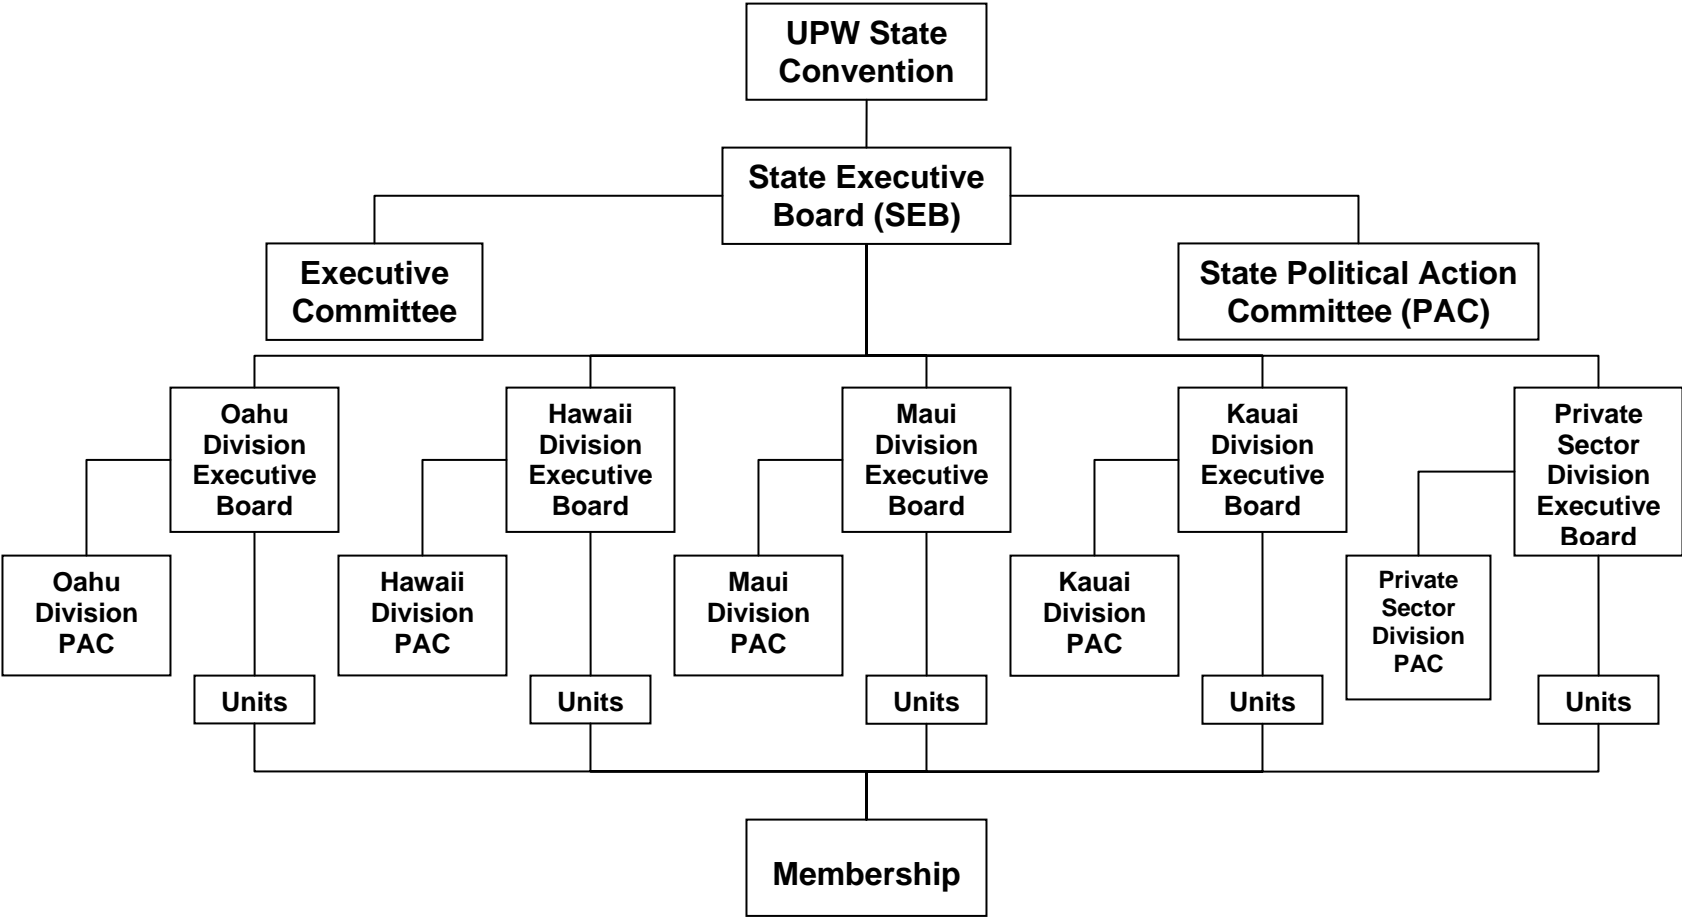 UPW State
Convention
State Executive
Board (SEB)
Executive
Committee
State Political Action
Committee (PAC)
Oahu
Division
Executive
Board
Hawaii
Division
Executive
Board
Maui
Division
Executive
Board
Kauai
Division
Executive
Board
Private
Sector
Division
Executive
Board
Oahu
Division
PAC
Hawaii
Division
PAC
Maui
Division
PAC
Kauai
Division
PAC
Private
Sector
Division
PAC
Units
Units
Units
Units
Units
Membership